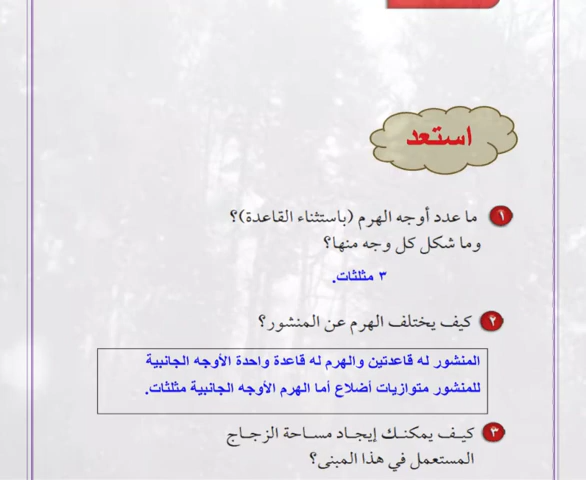 استعد
١ ما عدد أوجه الهرم (باستثناء القاعدة)؟
وما شكل كل وجه منها؟
٣ مثلثات.
٢ كيف يختلف الهرم عن المنشور؟
المنشور له قاعدتين والهرم له قاعدة واحدة الأوجه الجانبية
للمنشور متوازيات أضلاع أما الهرم الأوجه الجانبية مثلثات.
٣ كيف يمكنك إيجاد مساحة الزجاج
المستعمل في هذا المبنى؟